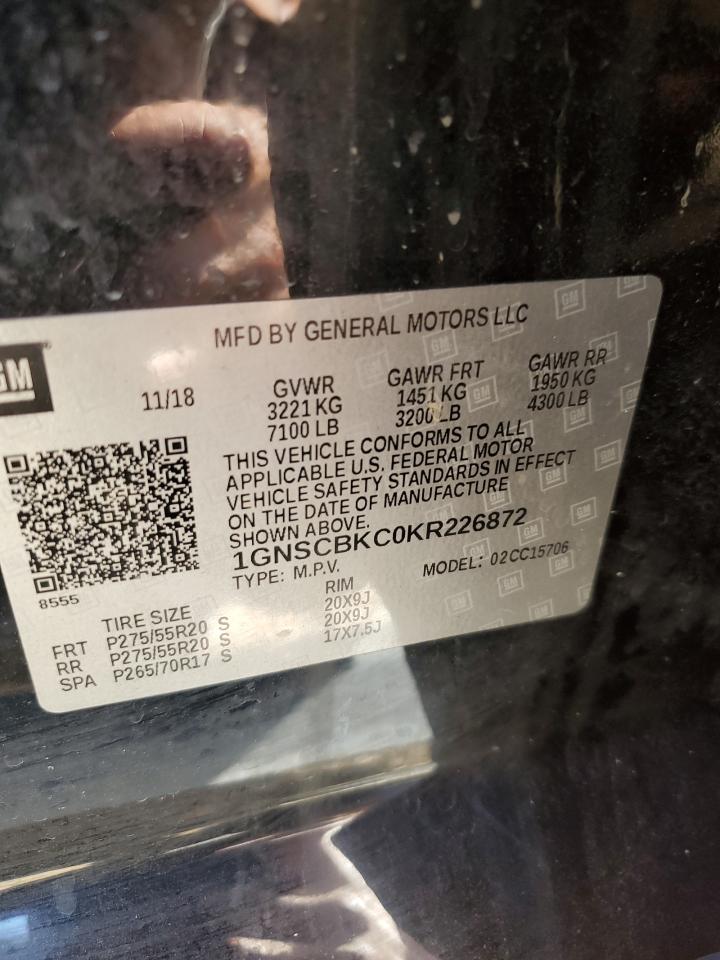 MFD BY GENERAL MOTORS LLC
GM
11/18
GVWR
3221 KG
7100 LB
GAWR FRT
1451 KG
3200 LB
GAWR RR
1950 KG
4300 LB
THIS VEHICLE CONFORMS TO ALL
APPLICABLE U.S. FEDERAL MOTOR
VEHICLE SAFETY STANDARDS IN EFFECT
ON THE DATE OF MANUFACTURE
SHOWN ABOVE.
1GNSCBKC0KR226872
TYPE: M.P.V.
MODEL: 02CC15706
8555
TIRE SIZE
RIM
FRT P275/55R20 S 20X9J
RR P275/55R20 S 20X9J
SPA P265/70R17 S 17X7.5J